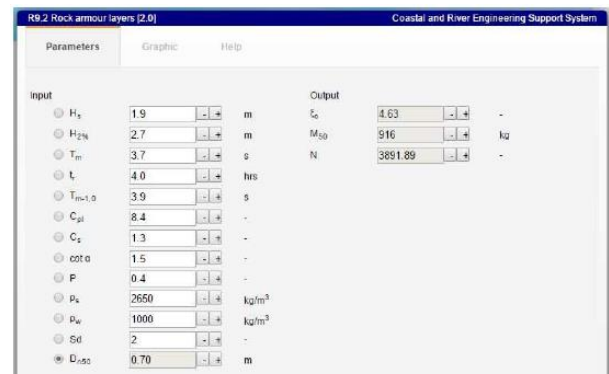 R9.2 Rock armour layers [2.0] Coastal and River Engineering Support System
Parameters Graphic Help
Input Output
Hs 1.9 - + m ξc 4.63 - + -
H2% 2.7 - + m M50 916 - + kg
Tm 3.7 - + s N 3891.89 - + -
tr 4.0 - + hrs
Tm-1,0 3.9 - + s
Cpl 8.4 - + -
Cs 1.3 - + -
cot α 1.5 - + -
P 0.4 - + -
ρs 2650 - + kg/m³
ρw 1000 - + kg/m³
Sd 2 - + -
Dn50 0.70 - + m